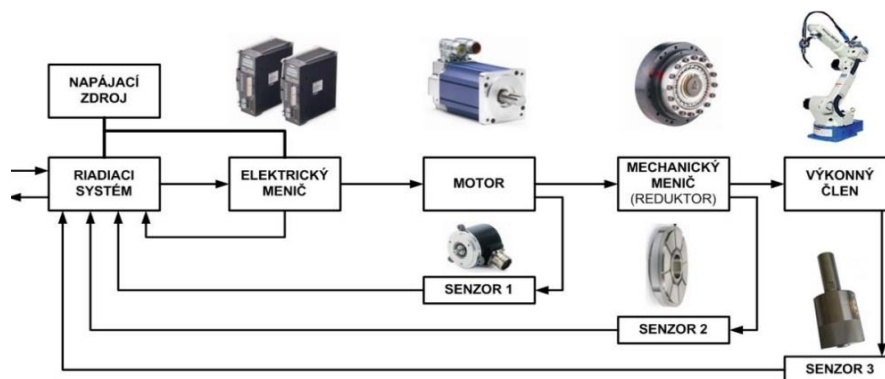 NAPÁJACÍ
ZDROJ
RIADIACI
SYSTÉM
ELEKTRICKÝ
MENIČ
MOTOR
MECHANICKÝ
MENIČ
(REDUKTOR)
VÝKONNÝ
ČLEN
SENZOR 1
SENZOR 2
SENZOR 3